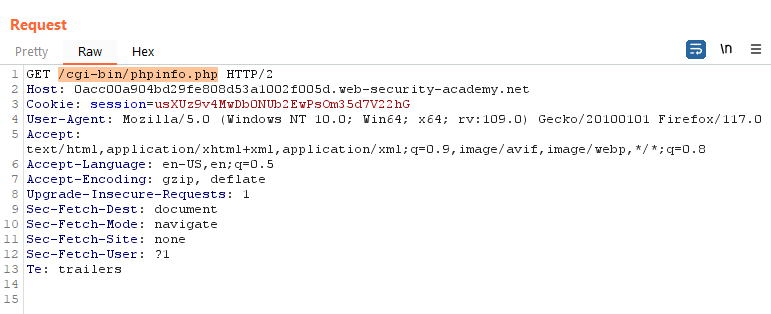 Request
Pretty Raw Hex \n
1 GET /cgi-bin/phpinfo.php HTTP/2
2 Host: 0acc00a904bd29fe808d53a1002f005d.web-security-academy.net
3 Cookie: session=usXUz9v4MwDb0NUb2EwPsOm35d7V22hG
4 User-Agent: Mozilla/5.0 (Windows NT 10.0; Win64; x64; rv:109.0) Gecko/20100101 Firefox/117.0
5 Accept:
text/html,application/xhtml+xml,application/xml;q=0.9,image/avif,image/webp,*/*;q=0.8
6 Accept-Language: en-US,en;q=0.5
7 Accept-Encoding: gzip, deflate
8 Upgrade-Insecure-Requests: 1
9 Sec-Fetch-Dest: document
10 Sec-Fetch-Mode: navigate
11 Sec-Fetch-Site: none
12 Sec-Fetch-User: ?1
13 Te: trailers
14
15